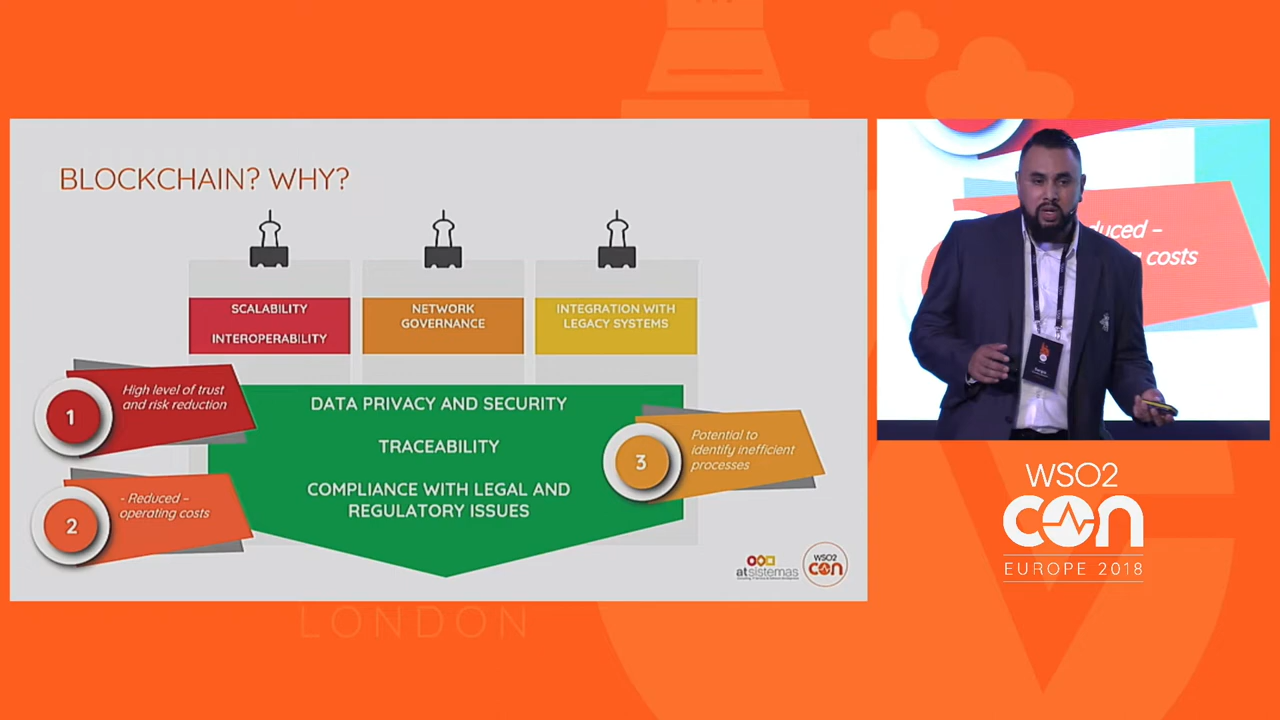 BLOCKCHAIN? WHY?
SCALABILITY
INTEROPERABILITY
NETWORK
GOVERNANCE
INTEGRATION WITH
LEGACY SYSTEMS
1
High level of trust
and risk reduction
2
- Reduced –
operating costs
DATA PRIVACY AND SECURITY
TRACEABILITY
COMPLIANCE WITH LEGAL AND
REGULATORY ISSUES
3
Potential to
identify inefficient
processes
atsistemas
WSO2
CON
duced –
costs
WSO2
CON
EUROPE 2018
LONDON